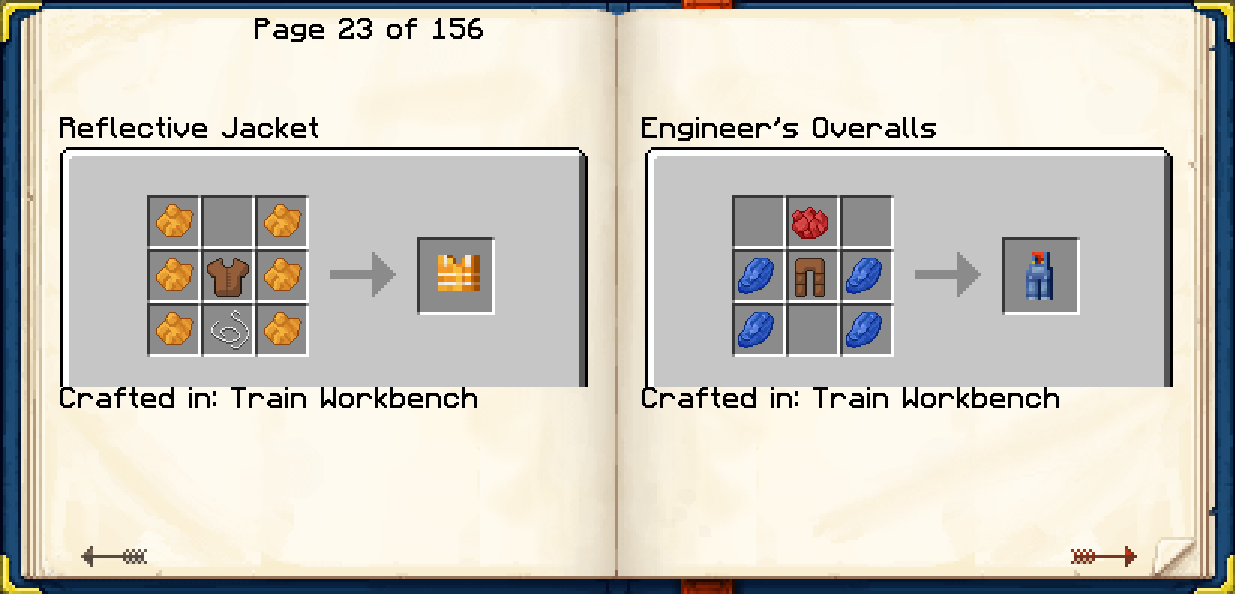 Page 23 of 156
Reflective Jacket
Crafted in: Train Workbench
Engineer's Overalls
Crafted in: Train Workbench